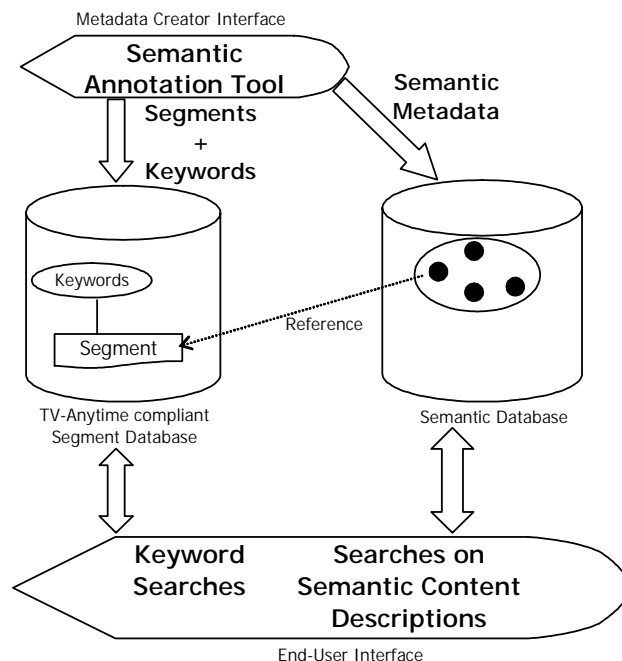 Metadata Creator Interface
Semantic
Annotation Tool
Segments
+
Keywords
Semantic
Metadata
Keywords
Segment
Reference
TV-Anytime compliant
Segment Database
Semantic Database
Keyword
Searches
Searches on
Semantic Content
Descriptions
End-User Interface